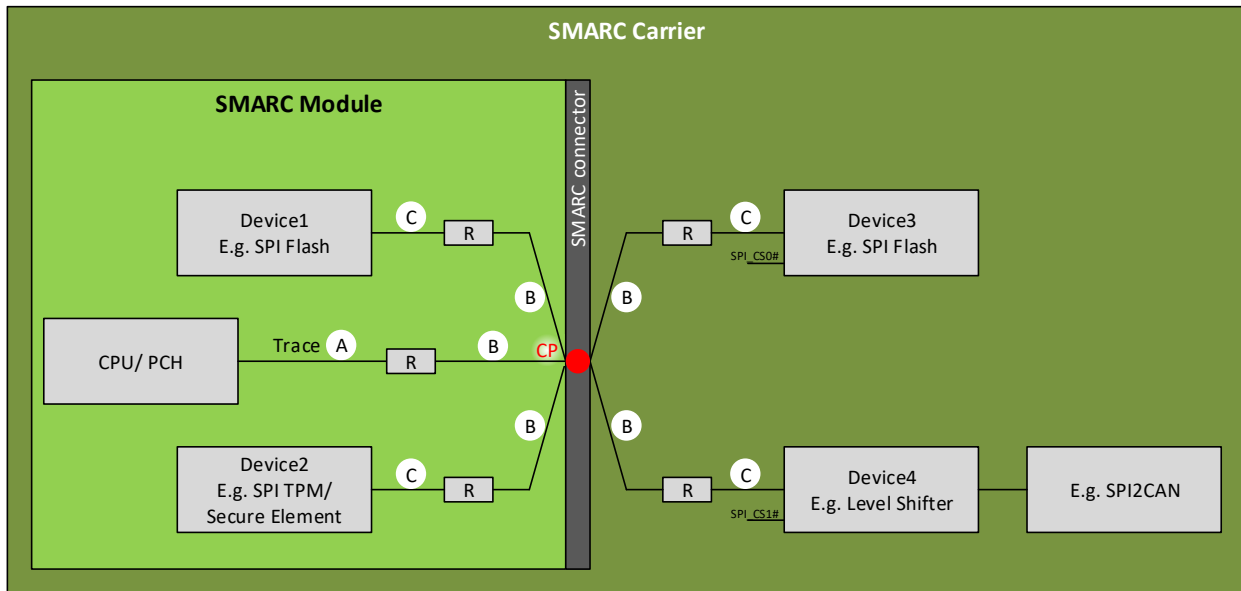 SMARC Carrier
SMARC Module
SMARC connector
Device1
E.g. SPI Flash
C
R
B
CPU/ PCH
Trace
A
R
B
CP
B
Device2
E.g. SPI TPM/
Secure Element
C
R
R
C
SPI_CS0#
Device3
E.g. SPI Flash
B
B
R
C
SPI_CS1#
Device4
E.g. Level Shifter
E.g. SPI2CAN